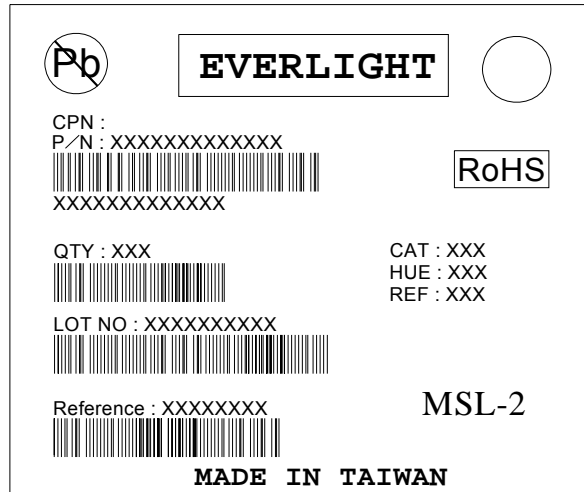 Pb
EVERLIGHT
CPN :
P／N : XXXXXXXXXXXXX
RoHS
XXXXXXXXXXXXX
QTY : XXX
CAT : XXX
HUE : XXX
REF : XXX
LOT NO : XXXXXXXXXX
Reference : XXXXXXXX
MSL-2
MADE IN TAIWAN